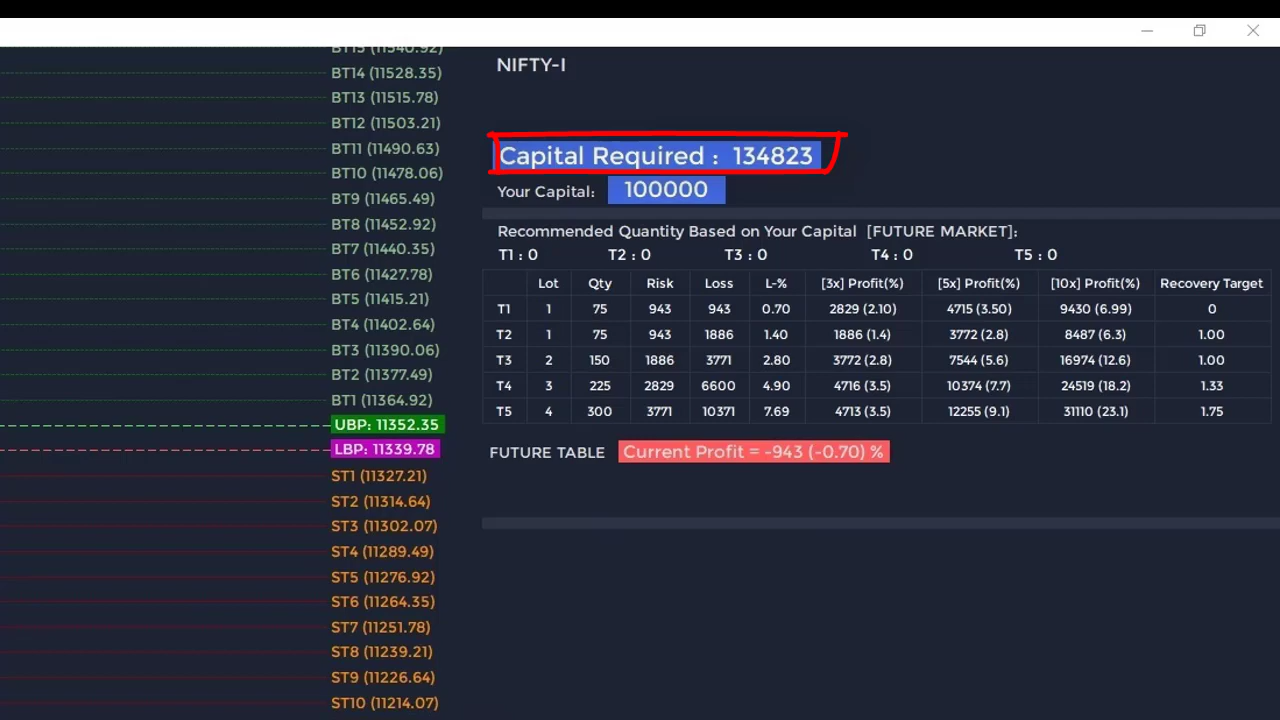 BT15 (11540.92)
BT14 (11528.35)
BT13 (11515.78)
BT12 (11503.21)
BT11 (11490.63)
BT10 (11478.06)
BT9 (11465.49)
BT8 (11452.92)
BT7 (11440.35)
BT6 (11427.78)
BT5 (11415.21)
BT4 (11402.64)
BT3 (11390.06)
BT2 (11377.49)
BT1 (11364.92)
UBP: 11352.35
LBP: 11339.78
ST1 (11327.21)
ST2 (11314.64)
ST3 (11302.07)
ST4 (11289.49)
ST5 (11276.92)
ST6 (11264.35)
ST7 (11251.78)
ST8 (11239.21)
ST9 (11226.64)
ST10 (11214.07)
NIFTY-I
Capital Required : 134823
Your Capital: 100000
Recommended Quantity Based on Your Capital [FUTURE MARKET]:
T1 : 0 T2 : 0 T3 : 0 T4 : 0 T5 : 0
Lot Qty Risk Loss L-% [3x] Profit(%) [5x] Profit(%) [10x] Profit(%) Recovery Target
T1 1 75 943 943 0.70 2829 (2.10) 4715 (3.50) 9430 (6.99) 0
T2 1 75 943 1886 1.40 1886 (1.4) 3772 (2.8) 8487 (6.3) 1.00
T3 2 150 1886 3771 2.80 3772 (2.8) 7544 (5.6) 16974 (12.6) 1.00
T4 3 225 2829 6600 4.90 4716 (3.5) 10374 (7.7) 24519 (18.2) 1.33
T5 4 300 3771 10371 7.69 4713 (3.5) 12255 (9.1) 31110 (23.1) 1.75
FUTURE TABLE Current Profit = -943 (-0.70) %